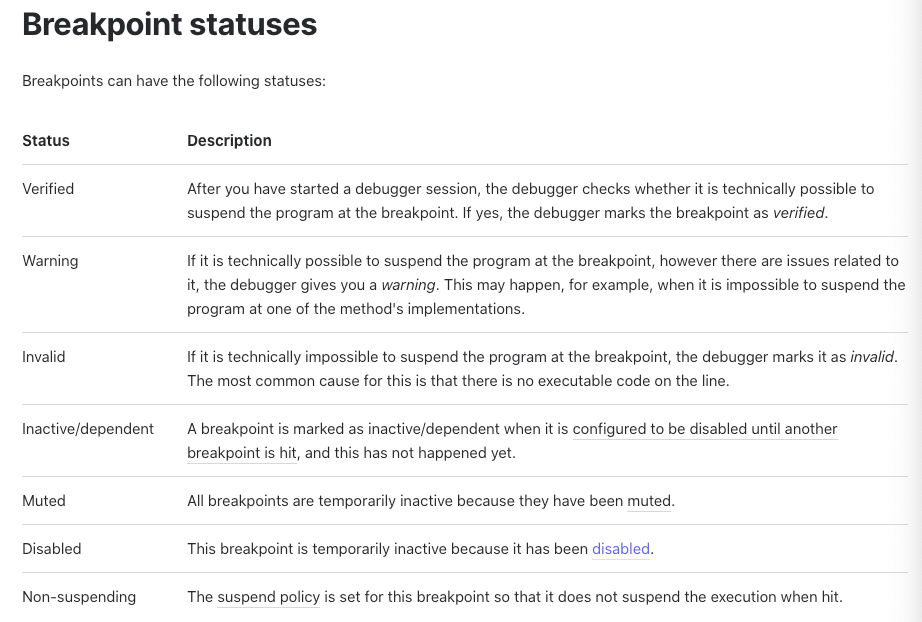 Breakpoint statuses
Breakpoints can have the following statuses:
Status Description
Verified After you have started a debugger session, the debugger checks whether it is technically possible to
suspend the program at the breakpoint. If yes, the debugger marks the breakpoint as verified.
Warning If it is technically possible to suspend the program at the breakpoint, however there are issues related to
it, the debugger gives you a warning. This may happen, for example, when it is impossible to suspend the
program at one of the method's implementations.
Invalid If it is technically impossible to suspend the program at the breakpoint, the debugger marks it as invalid.
The most common cause for this is that there is no executable code on the line.
Inactive/dependent A breakpoint is marked as inactive/dependent when it is configured to be disabled until another
breakpoint is hit, and this has not happened yet.
Muted All breakpoints are temporarily inactive because they have been muted.
Disabled This breakpoint is temporarily inactive because it has been disabled.
Non-suspending The suspend policy is set for this breakpoint so that it does not suspend the execution when hit.